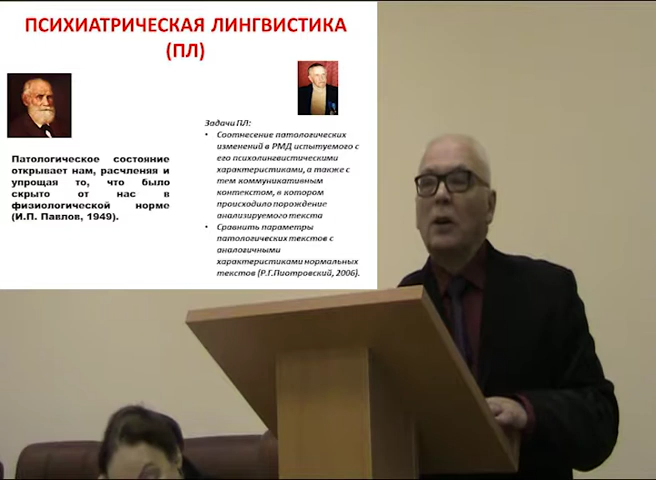 ПСИХИАТРИЧЕСКАЯ ЛИНГВИСТИКА
(ПЛ)
Патологическое состояние
открывает нам, расчленяя и
упрощая то, что было
скрыто от нас в
физиологической норме
(И.П. Павлов, 1949).
Задачи ПЛ:
• Соотнесение патологических
изменений в РМД испытуемого с
его психолингвистическими
характеристиками, а также с
тем коммуникативным
контекстом, в котором
происходило порождение
анализируемого текста
• Сравнить параметры
патологических текстов с
аналогичными
характеристиками нормальных
текстов (Р.Г.Пиотровский, 2006).